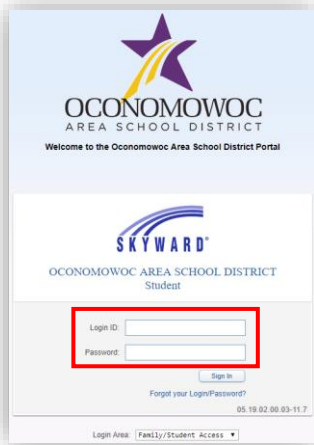 OCONOMOWOC
AREA SCHOOL DISTRICT
Welcome to the Oconomowoc Area School District Portal
SKYWARD®
OCONOMOWOC AREA SCHOOL DISTRICT
Student
Login ID:
Password:
Sign In
Forgot your Login/Password?
05.19.02.00.03-11.7
Login Area: Family/Student Access